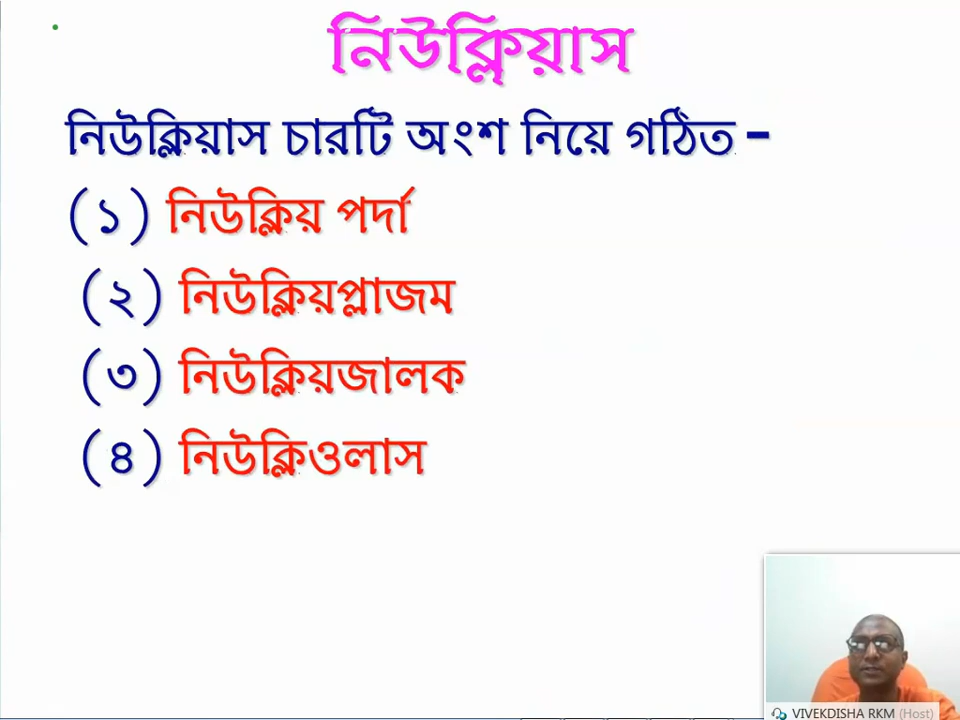 নিউক্লিয়াস
নিউক্লিয়াস চারটি অংশ নিয়ে গঠিত –
(১) নিউক্লিয় পর্দা
(২) নিউক্লিয়প্লাজম
(৩) নিউক্লিয়জালক
(৪) নিউক্লিওলাস
VIVEKDISHA RKM (Host)